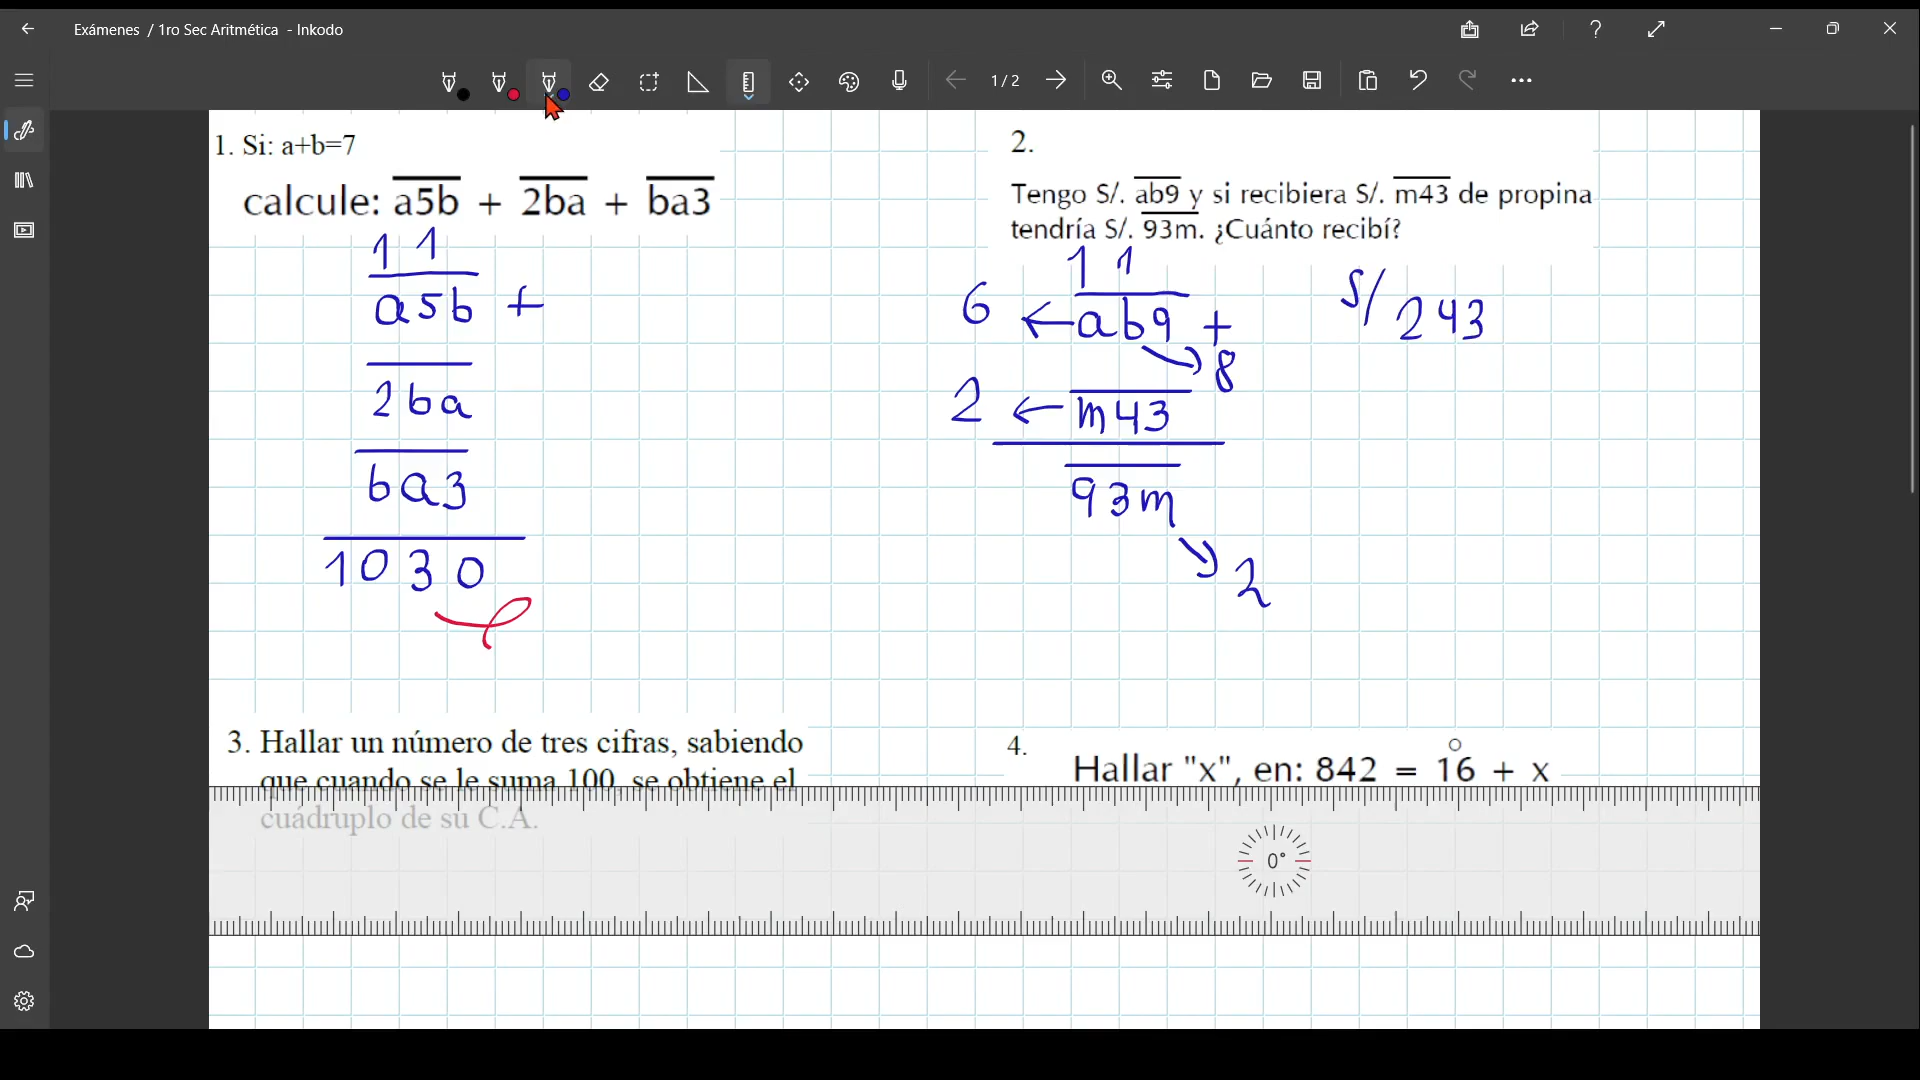 Exámenes / 1ro Sec Aritmética - Inkodo
1 / 2
1. Si: a+b=7
calcule: a5b + 2ba + ba3
1 1
a5b +
2ba
ba3
1030
2.
Tengo S/. ab9 y si recibiera S/. m43 de propina
tendría S/. 93m. ¿Cuánto recibí?
1 1
6 ← ab9 +
8
2 ← m43
93m
2
S/ 243
3. Hallar un número de tres cifras, sabiendo
que cuando se le suma 100, se obtiene el
cuádruplo de su C.A.
4.
Hallar "x", en: 842 = 16 + x
0°